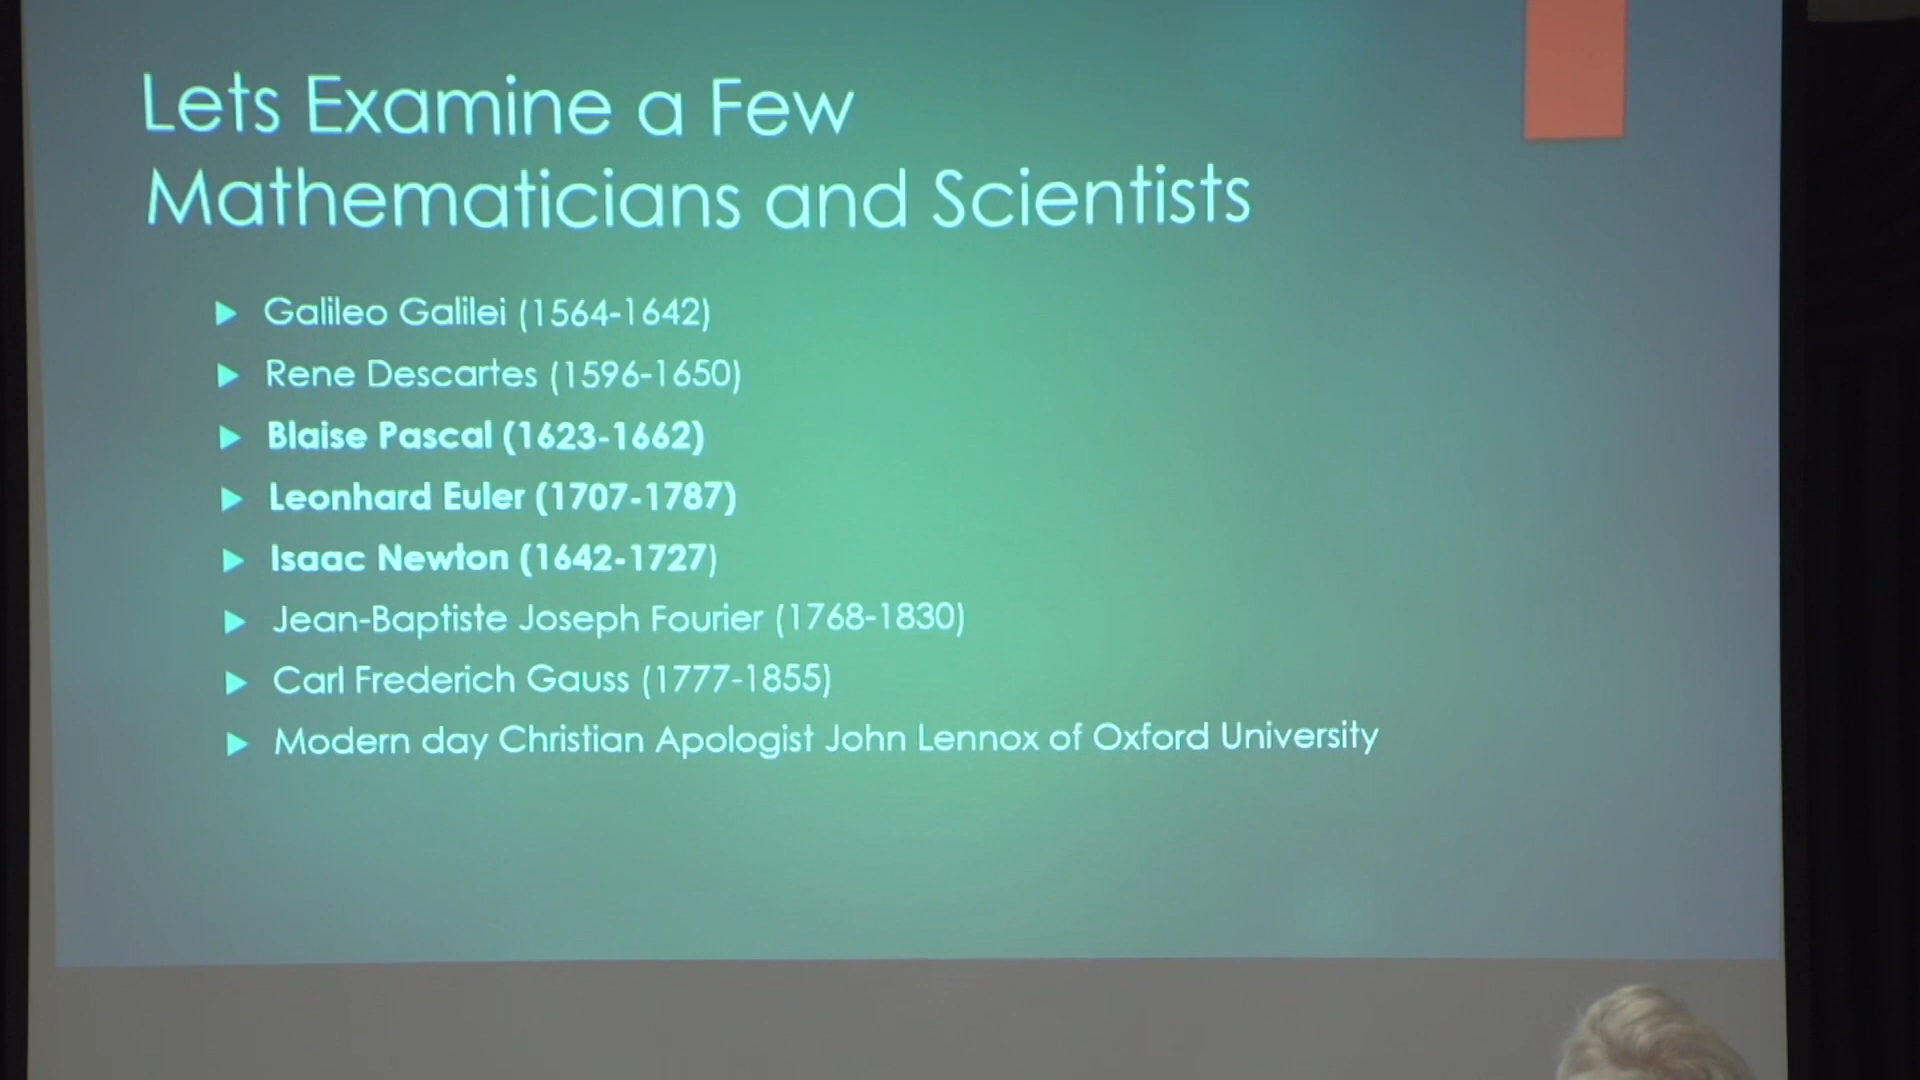 Lets Examine a Few
Mathematicians and Scientists
Galileo Galilei (1564-1642)
Rene Descartes (1596-1650)
Blaise Pascal (1623-1662)
Leonhard Euler (1707-1787)
Isaac Newton (1642-1727)
Jean-Baptiste Joseph Fourier (1768-1830)
Carl Frederich Gauss (1777-1855)
Modern day Christian Apologist John Lennox of Oxford University